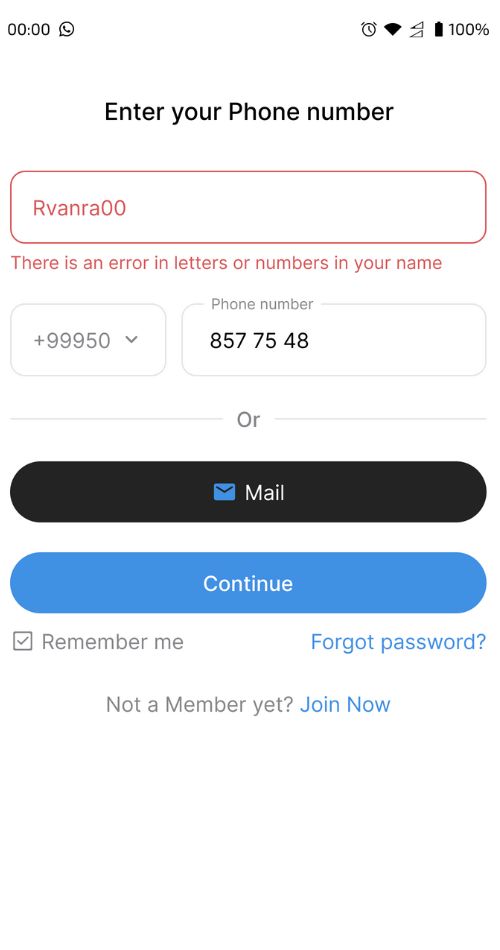 00:00 100%
Enter your Phone number
Rvanra00
There is an error in letters or numbers in your name
Phone number
+99950 857 75 48
Or
Mail
Continue
Remember me Forgot password?
Not a Member yet? Join Now